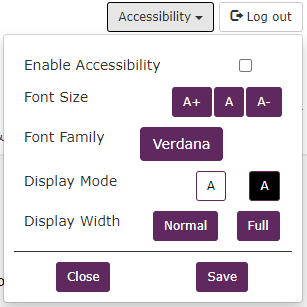 Accessibility Log out
Enable Accessibility
Font Size A+ A A-
Font Family Verdana
Display Mode A A
Display Width Normal Full
Close Save